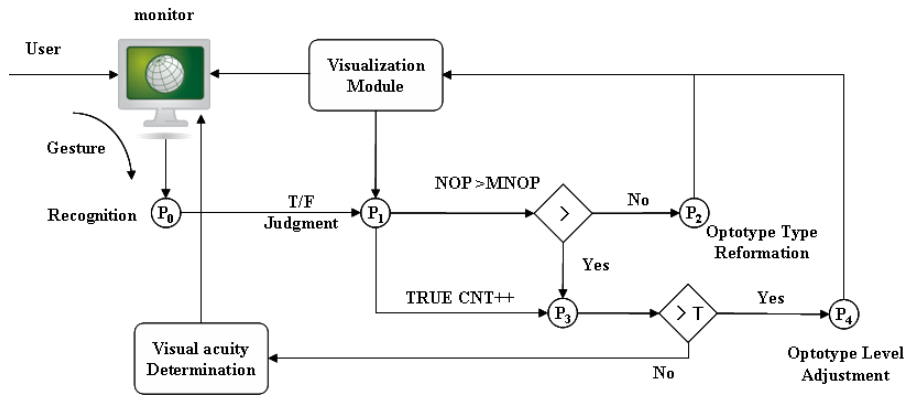 monitor
User
Visualization
Module
Gesture
NOP >MNOP
T/F
No
Recognition
P0
Judgment
P1
>
P2
Optotype Type
Reformation
Yes
TRUE CNT++
Yes
P3
> T
P4
Visual acuity
Determination
No
Optotype Level
Adjustment